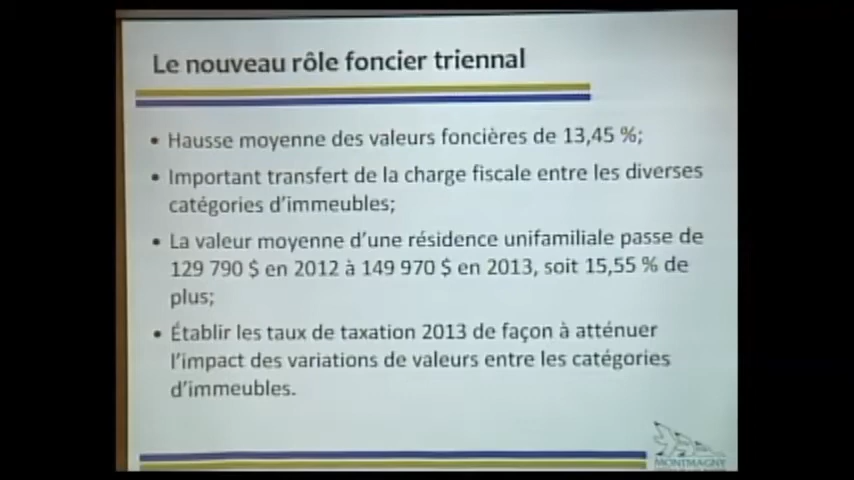 Le nouveau rôle foncier triennal
• Hausse moyenne des valeurs foncières de 13,45 %;
• Important transfert de la charge fiscale entre les diverses
catégories d'immeubles;
• La valeur moyenne d'une résidence unifamiliale passe de
129 790 $ en 2012 à 149 970 $ en 2013, soit 15,55 % de
plus;
• Établir les taux de taxation 2013 de façon à atténuer
l'impact des variations de valeurs entre les catégories
d'immeubles.
MONTMAGNY